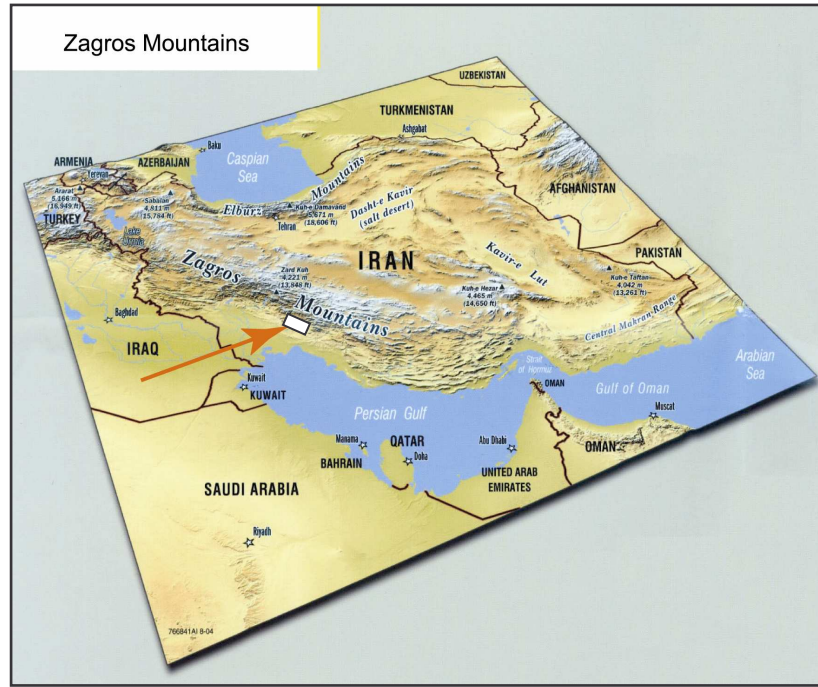 Zagros Mountains
UZBEKISTAN
TURKMENISTAN
Ashgabat
Baku
ARMENIA
Yerevan
AZERBAIJAN
Caspian
Sea
Ararat
5,166 m
(16,949 ft)
TURKEY
Sabalan
4,811 m
(15,784 ft)
Elburz
Mountains
Kuh-e Damavand
5,671 m
(18,606 ft)
Tehran
Dasht-e Kavir
(salt desert)
AFGHANISTAN
Lake
Urmia
Zagros
Mountains
Zard Kuh
4,221 m
(13,848 ft)
IRAN
Kavir-e Lut
PAKISTAN
Kuh-e Hezar
4,465 m
(14,650 ft)
Kuh-e Taftan
4,042 m
(13,261 ft)
Central Makran Range
Baghdad
IRAQ
Kuwait
KUWAIT
Strait
of Hormuz
OMAN
Gulf of Oman
Arabian
Sea
Persian Gulf
Muscat
Manama
BAHRAIN
QATAR
Doha
Abu Dhabi
UNITED ARAB
EMIRATES
OMAN
SAUDI ARABIA
Riyadh
766841AI 8-04